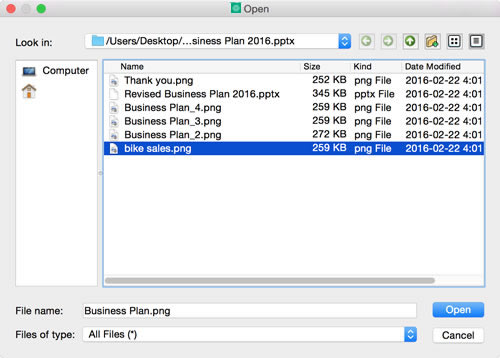 Open
Look in: /Users/Desktop/...siness Plan 2016.pptx
Computer
Name Size Kind Date Modified
Thank you.png 252 KB png File 2016-02-22 4:01
Revised Business Plan 2016.pptx 345 KB pptx File 2016-02-22 4:01
Business Plan_4.png 259 KB png File 2016-02-22 4:01
Business Plan_3.png 259 KB png File 2016-02-22 4:01
Business Plan_2.png 272 KB png File 2016-02-22 4:01
bike sales.png 259 KB png File 2016-02-22 4:01
File name: Business Plan.png Open
Files of type: All Files (*) Cancel